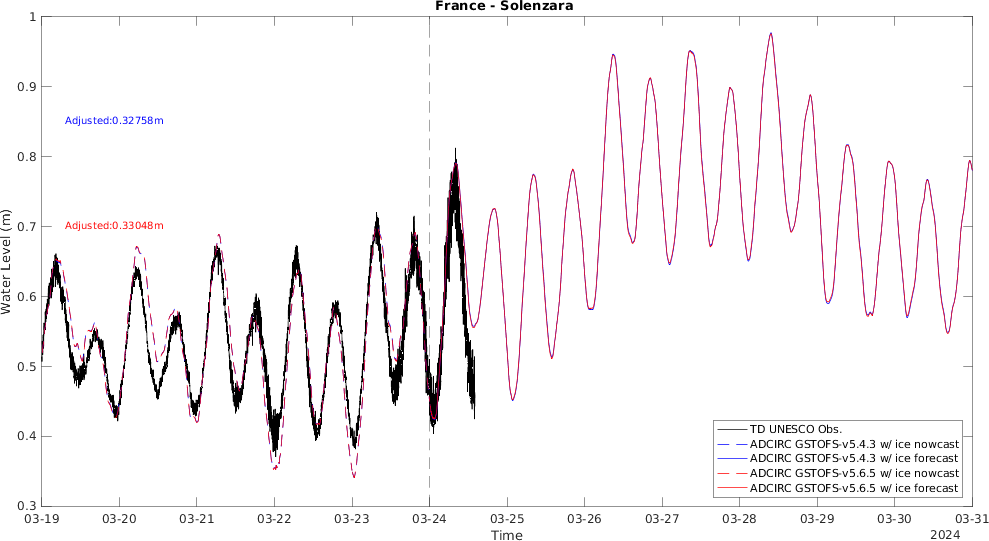 France - Solenzara
1
0.9
0.8
0.7
0.6
0.5
0.4
0.3
Water Level (m)
Adjusted:0.32758m
Adjusted:0.33048m
TD UNESCO Obs.
ADCIRC GSTOFS-v5.4.3 w/ ice nowcast
ADCIRC GSTOFS-v5.4.3 w/ ice forecast
ADCIRC GSTOFS-v5.6.5 w/ ice nowcast
ADCIRC GSTOFS-v5.6.5 w/ ice forecast
03-19 03-20 03-21 03-22 03-23 03-24 03-25 03-26 03-27 03-28 03-29 03-30 03-31
Time
2024